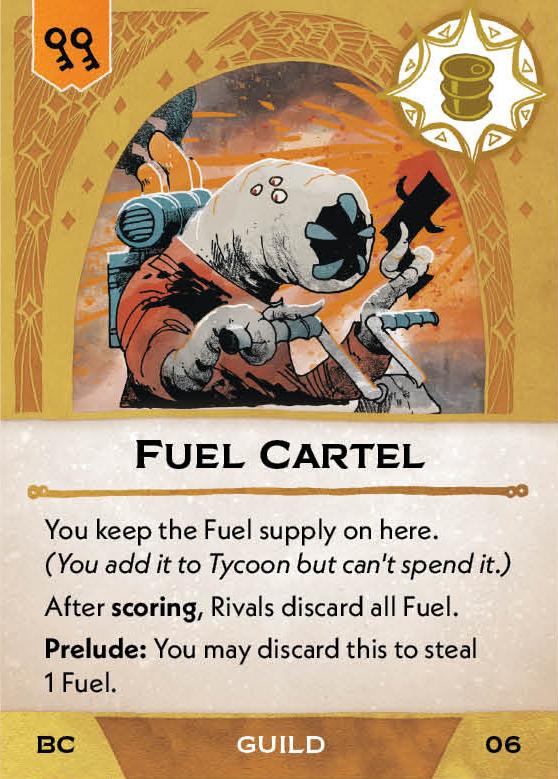 FUEL CARTEL
You keep the Fuel supply on here.
(You add it to Tycoon but can't spend it.)
After scoring, Rivals discard all Fuel.
Prelude: You may discard this to steal
1 Fuel.
BC GUILD 06